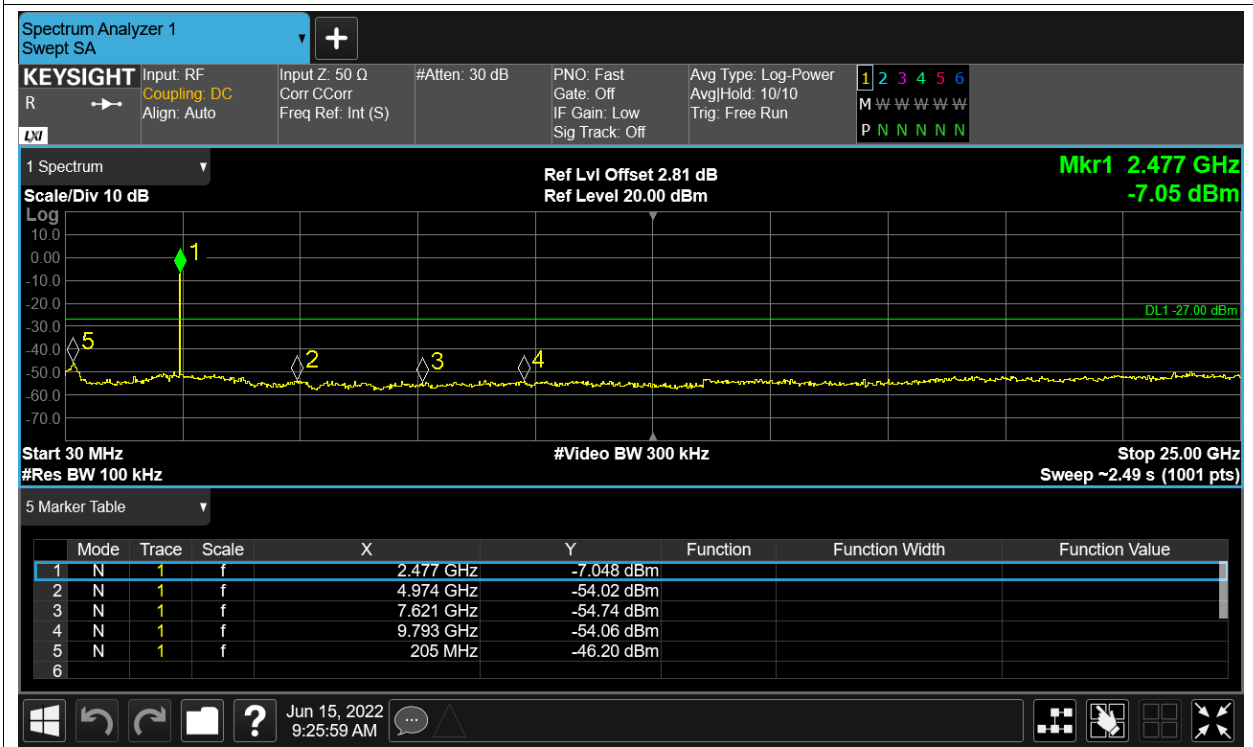 Spectrum Analyzer 1
Swept SA
KEYSIGHT Input: RF Input Z: 50 Ω #Atten: 30 dB PNO: Fast Avg Type: Log-Power 1 2 3 4 5 6
R Coupling: DC Corr CCorr Gate: Off Avg|Hold: 10/10 M W W W W W
Align: Auto Freq Ref: Int (S) IF Gain: Low Trig: Free Run
LXI Sig Track: Off P N N N N N
1 Spectrum Ref Lvl Offset 2.81 dB Mkr1 2.477 GHz
Scale/Div 10 dB Ref Level 20.00 dBm -7.05 dBm
Log
10.0
0.00 1
-10.0
-20.0 DL1 -27.00 dBm
-30.0
-40.0 5 2 3 4
-50.0
-60.0
-70.0
Start 30 MHz #Video BW 300 kHz Stop 25.00 GHz
#Res BW 100 kHz Sweep ~2.49 s (1001 pts)
5 Marker Table
Mode Trace Scale X Y Function Function Width Function Value
1 N 1 f 2.477 GHz -7.048 dBm
2 N 1 f 4.974 GHz -54.02 dBm
3 N 1 f 7.621 GHz -54.74 dBm
4 N 1 f 9.793 GHz -54.06 dBm
5 N 1 f 205 MHz -46.20 dBm
6
? Jun 15, 2022
9:25:59 AM